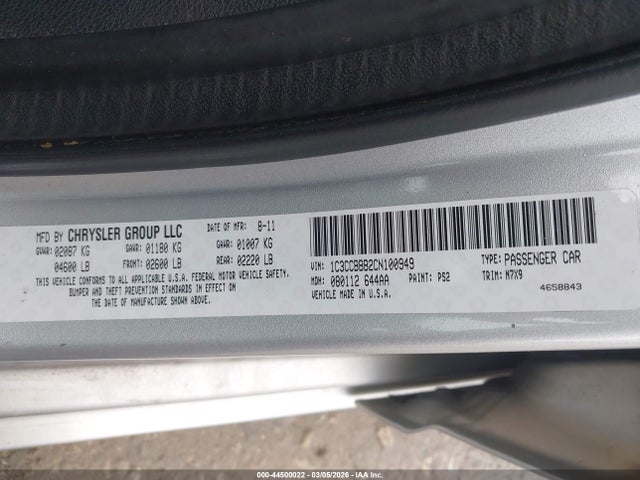 MFD BY CHRYSLER GROUP LLC DATE OF MFR: 8-11
GVWR: 02087 KG GAWR: 01180 KG GAWR: 01007 KG
04600 LB FRONT: 02600 LB REAR: 02220 LB
THIS VEHICLE CONFORMS TO ALL APPLICABLE U.S. FEDERAL MOTOR VEHICLE SAFETY,
BUMPER AND THEFT PREVENTION STANDARDS IN EFFECT ON
THE DATE OF MANUFACTURE SHOWN ABOVE.
VIN: 1C3CCBBB2CN100949 TYPE: PASSENGER CAR
MDH: 080112 644AA PAINT: PS2 TRIM: M7X9
VEHICLE MADE IN U.S.A. 4658843
000-44500022 | 03/05/2026 | IAAI.com